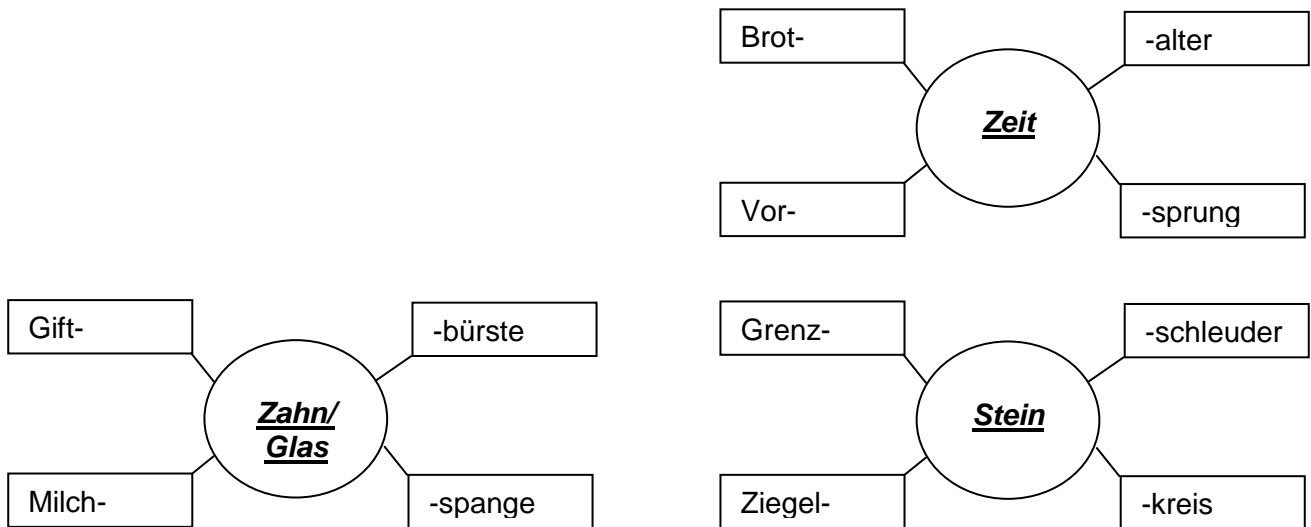 Brot-
-alter
Zeit
Vor-
-sprung
Gift-
-bürste
Zahn/
Glas
Milch-
-spange
Grenz-
-schleuder
Stein
Ziegel-
-kreis